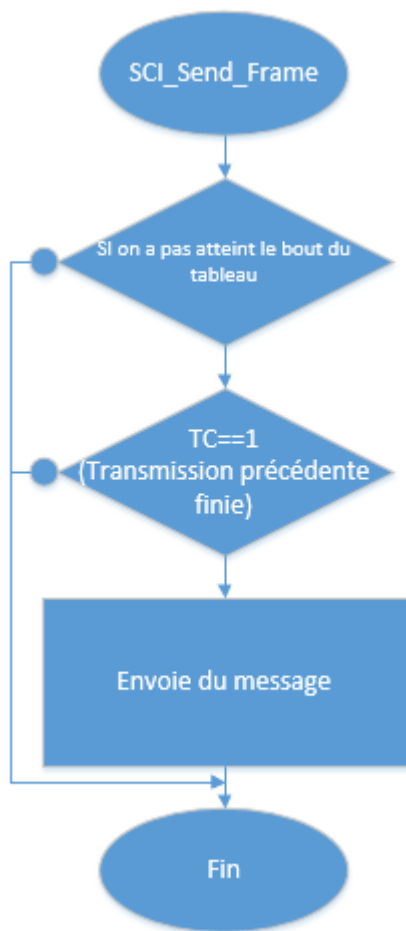 SCI_Send_Frame
SI on a pas atteint le bout du
tableau
TC==1
(Transmission précédente
finie)
Envoie du message
Fin